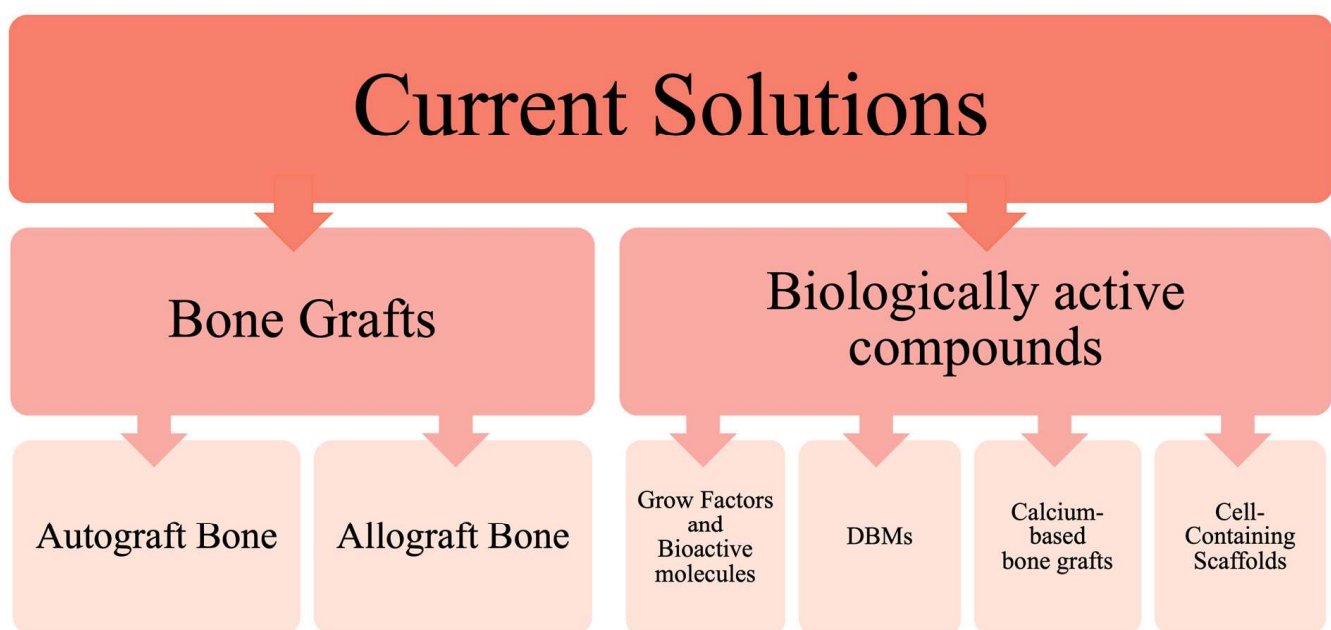 Current Solutions
Bone Grafts
Biologically active
compounds
Autograft Bone
Allograft Bone
Grow Factors
and
Bioactive
molecules
DBMs
Calcium-
based
bone grafts
Cell-
Containing
Scaffolds